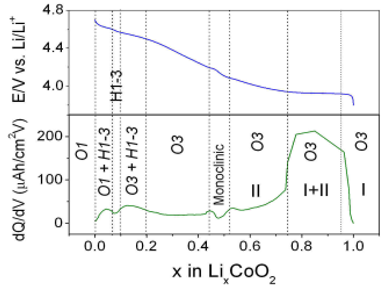 4.8
4.4
4.0
E/V vs. Li/Li⁺
H1-3
200
100
0
dQ/dV (μAh/cm²V)
O1
O1 + H1-3
O3 + H1-3
O3
Monoclinic
O3
II
O3
I+II
O3
I
0.0 0.2 0.4 0.6 0.8 1.0
x in LiₓCoO₂